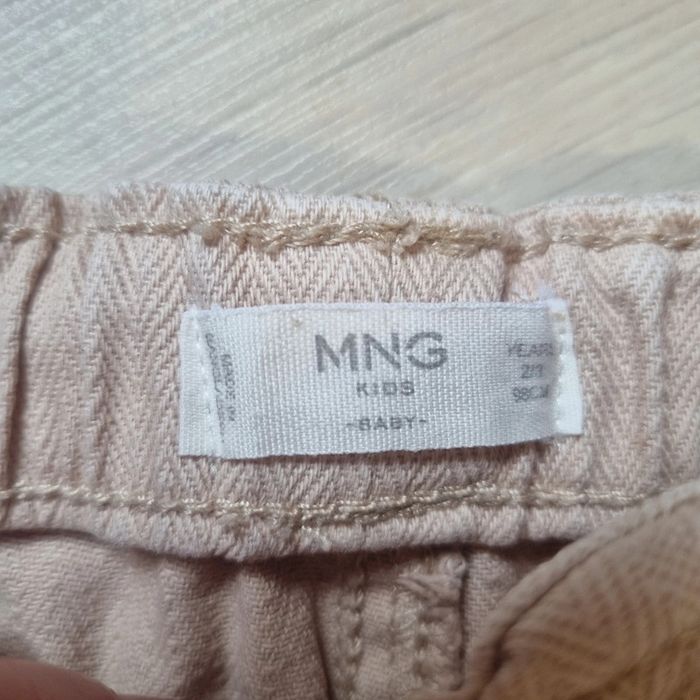 MNG
KIDS
-BABY-
YEARS
2/3
98CM